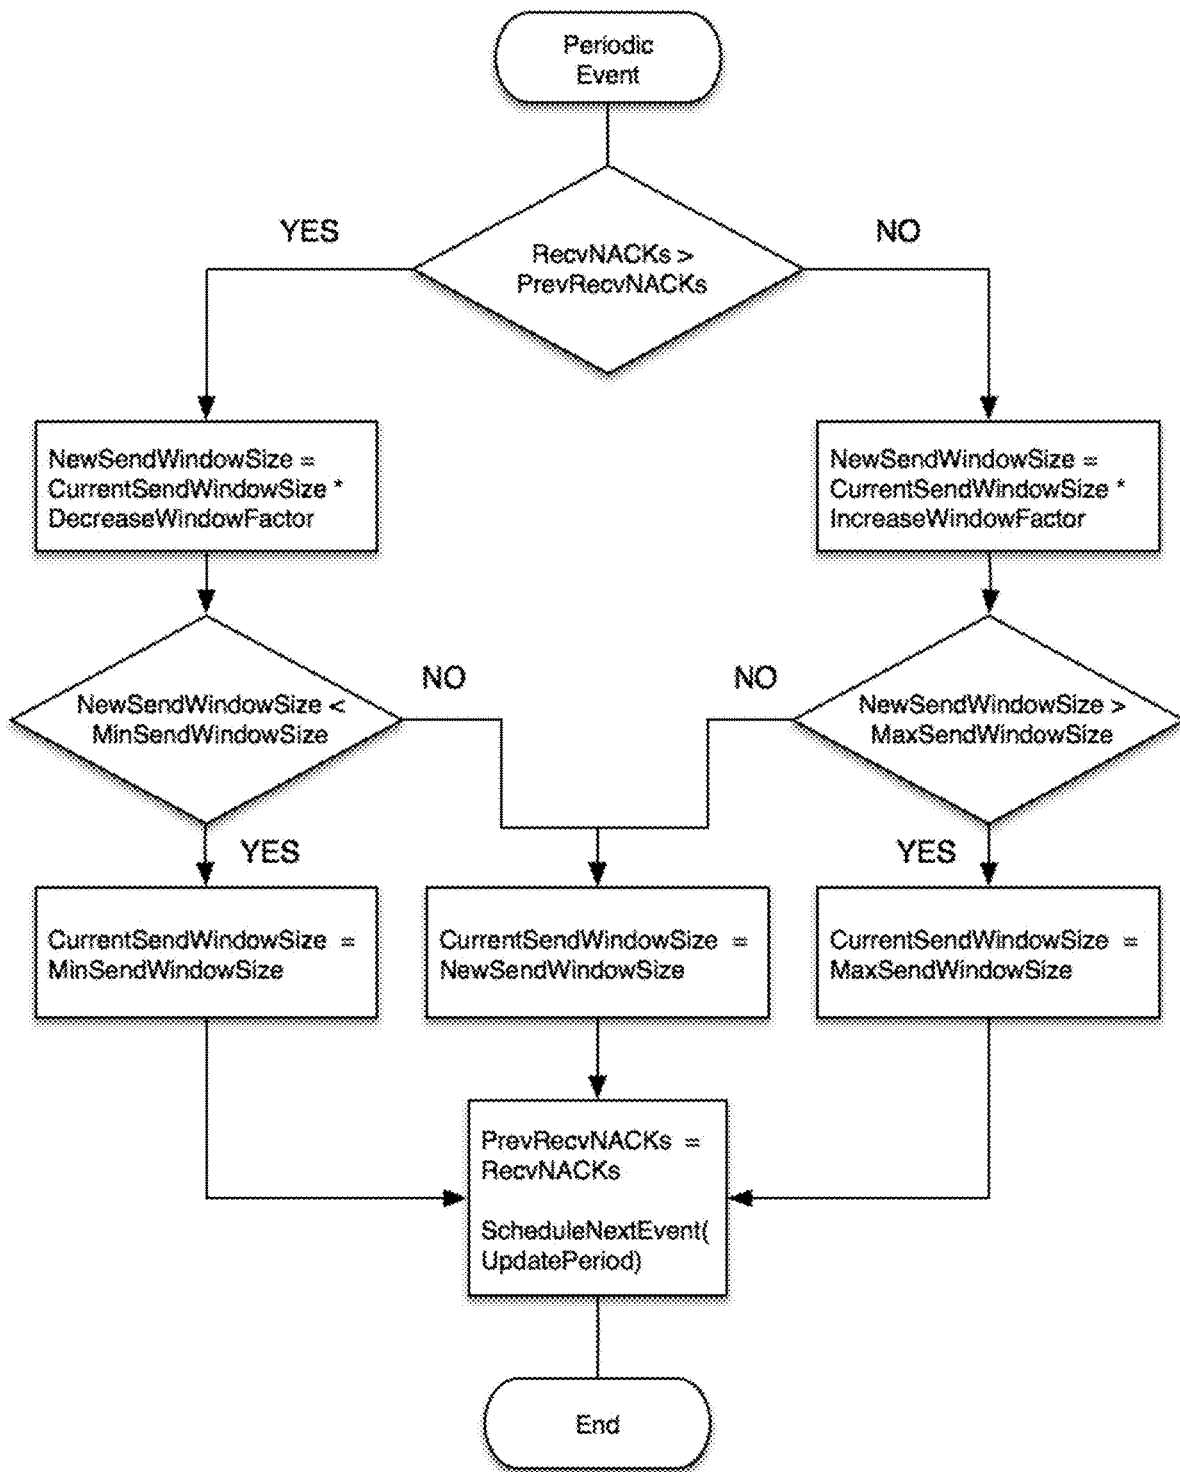 Periodic
Event
YES
NO
RecvNACKs >
PrevRecvNACKs
NewSendWindowSize =
CurrentSendWindowSize *
DecreaseWindowFactor
NewSendWindowSize =
CurrentSendWindowSize *
IncreaseWindowFactor
NewSendWindowSize <
MinSendWindowSize
NO
NO
NewSendWindowSize >
MaxSendWindowSize
YES
YES
CurrentSendWindowSize =
MinSendWindowSize
CurrentSendWindowSize =
NewSendWindowSize
CurrentSendWindowSize =
MaxSendWindowSize
PrevRecvNACKs =
RecvNACKs
ScheduleNextEvent(
UpdatePeriod)
End